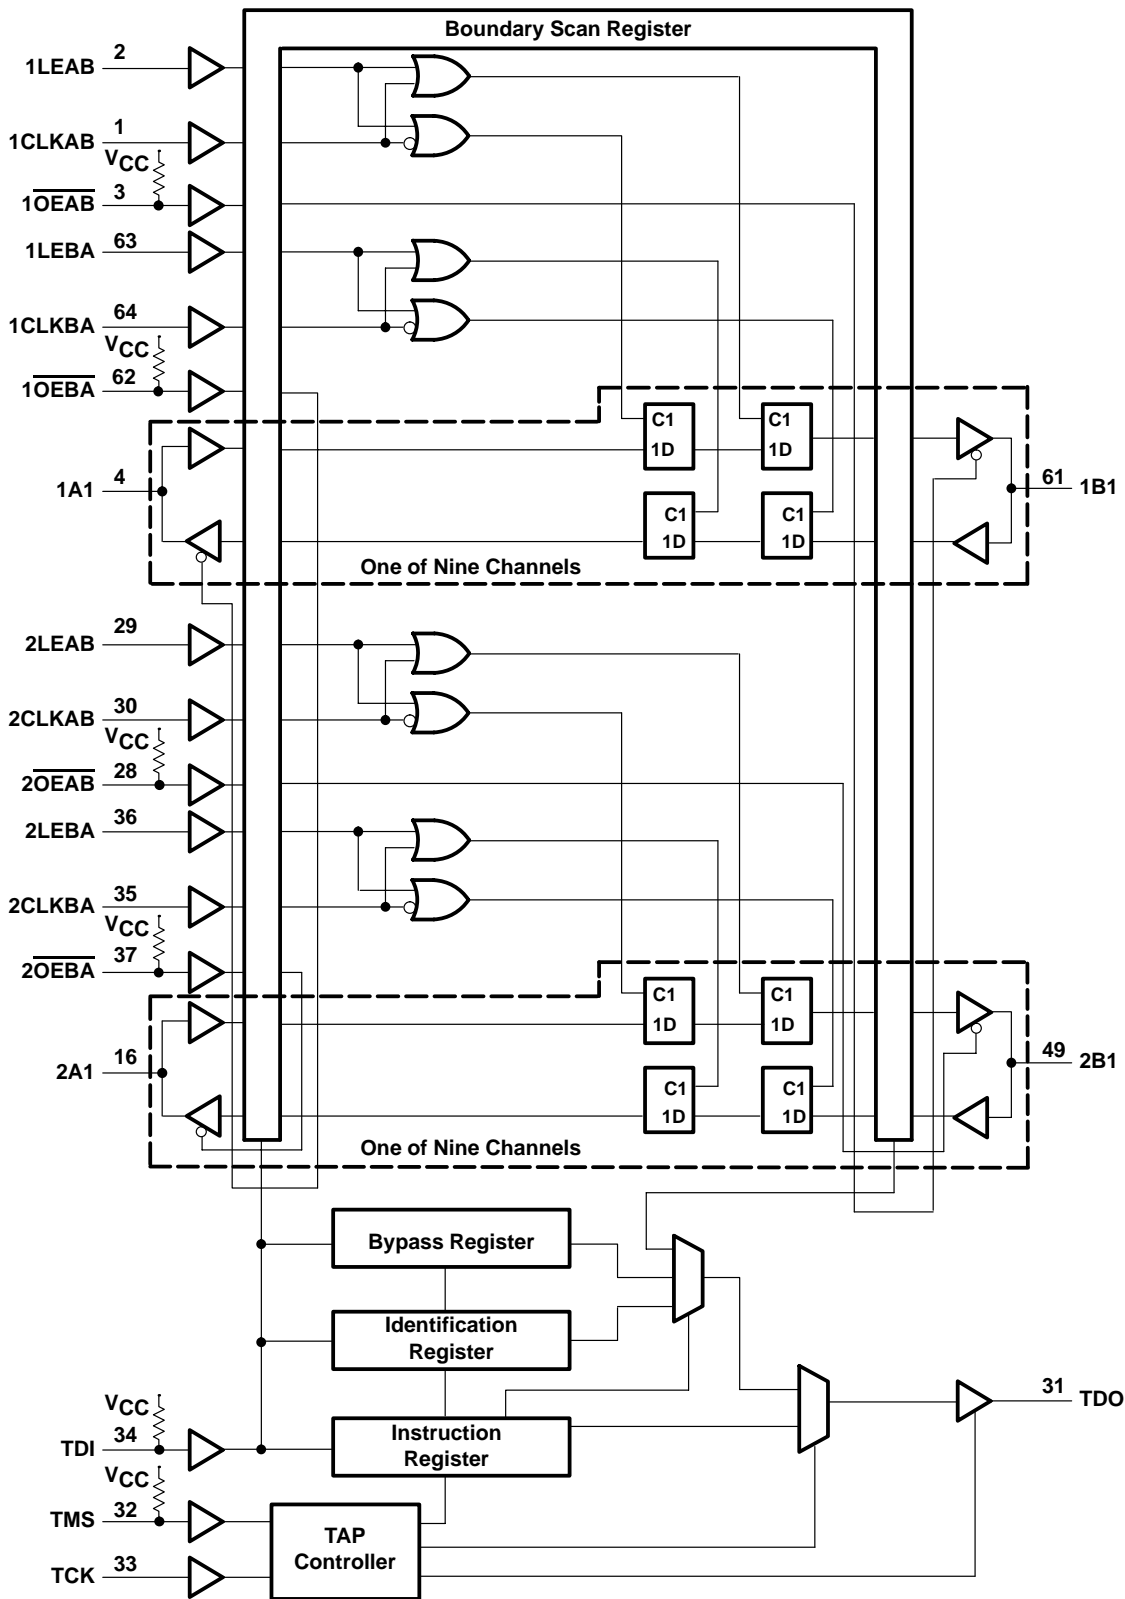 Boundary Scan Register
1LEAB 2
1CLKAB 1
VCC
1OEAB 3
1LEBA 63
1CLKBA 64
VCC
1OEBA 62
C1 C1
1D 1D
1A1 4
61 1B1
C1 C1
1D 1D
One of Nine Channels
2LEAB 29
2CLKAB 30
VCC
2OEAB 28
2LEBA 36
2CLKBA 35
VCC
2OEBA 37
C1 C1
1D 1D
2A1 16
49 2B1
C1 C1
1D 1D
One of Nine Channels
Bypass Register
Identification
Register
VCC
TDI 34
Instruction
Register
31 TDO
VCC
TMS 32
TAP
Controller
TCK 33